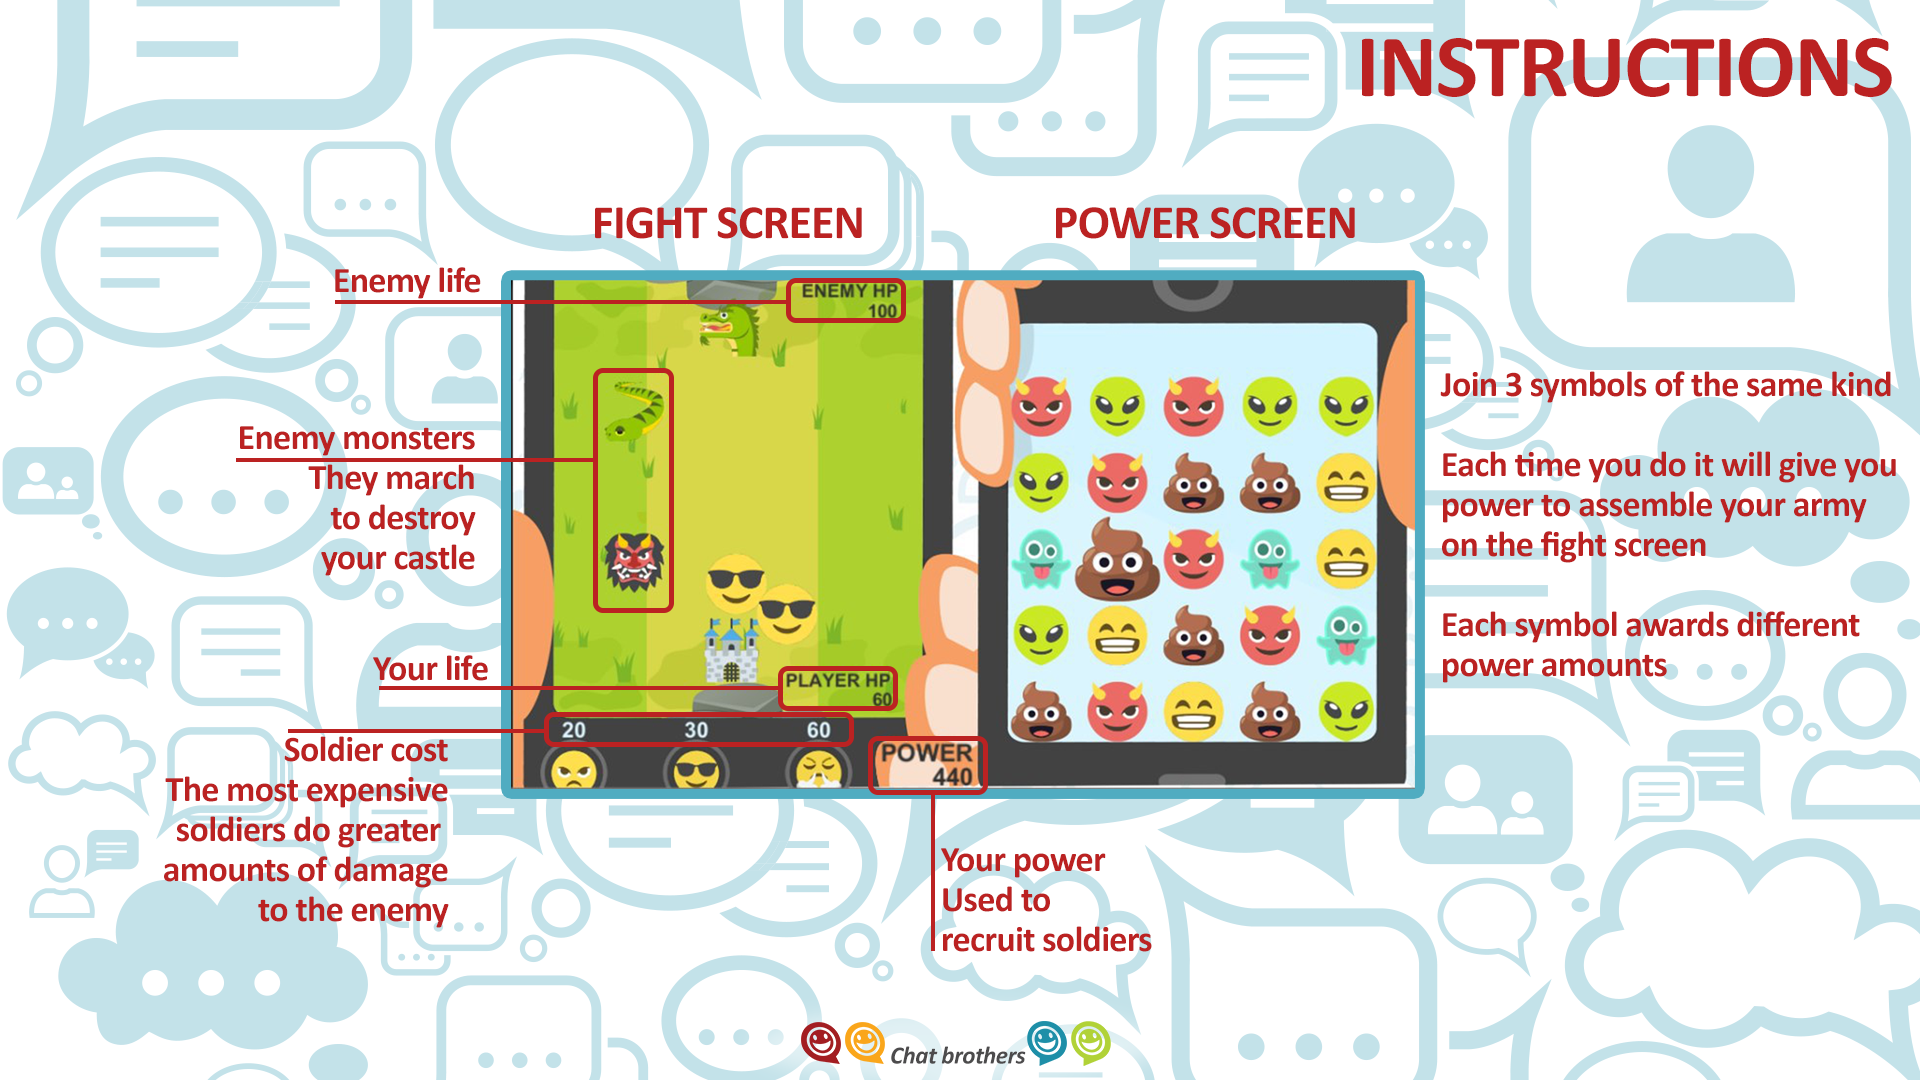 INSTRUCTIONS
FIGHT SCREEN
POWER SCREEN
Enemy life
ENEMY HP
100
Enemy monsters
They march
to destroy
your castle
Your life
PLAYER HP
60
20 30 60
Soldier cost
The most expensive
soldiers do greater
amounts of damage
to the enemy
POWER
440
Your power
Used to
recruit soldiers
Join 3 symbols of the same kind
Each time you do it will give you
power to assemble your army
on the fight screen
Each symbol awards different
power amounts
Chat brothers